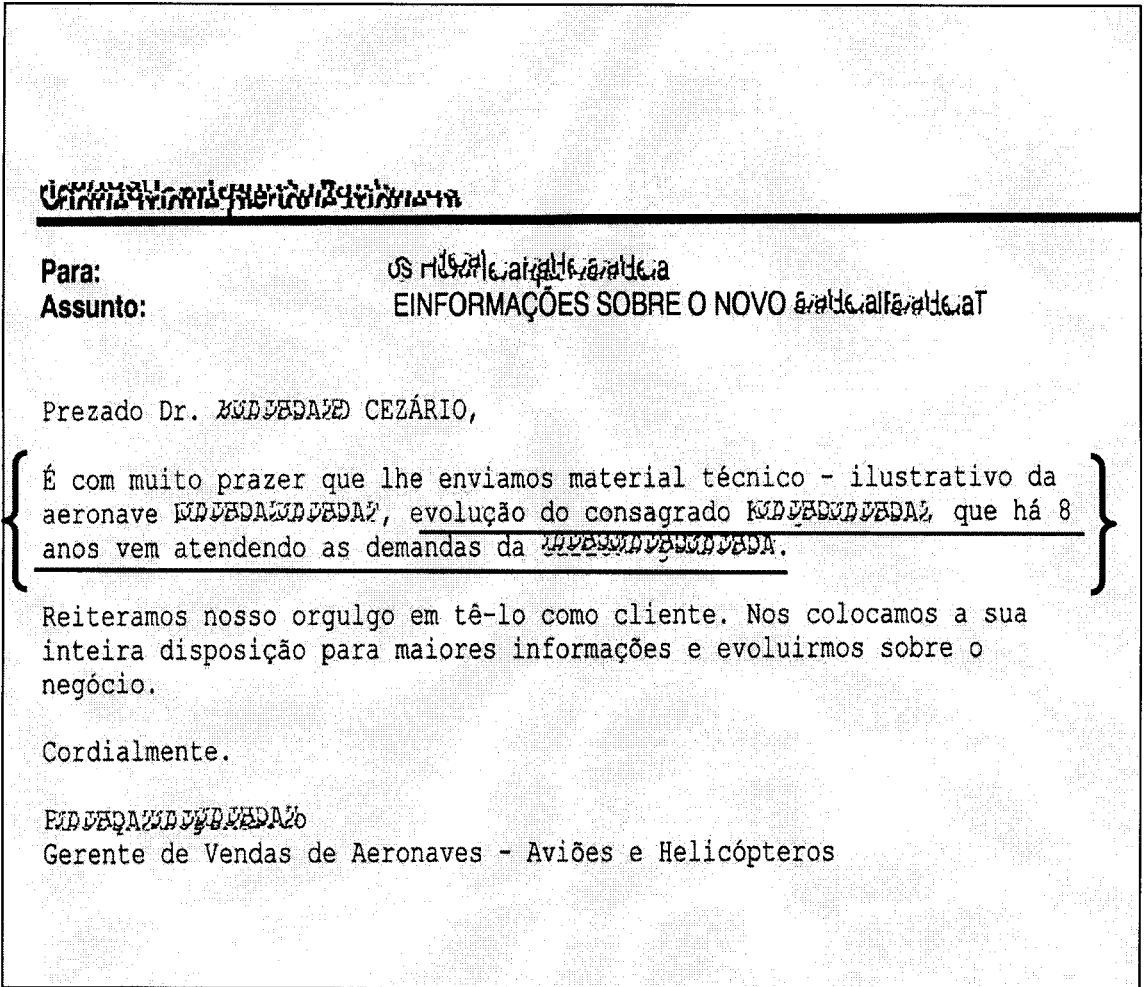 Para:
Assunto: INFORMAÇÕES SOBRE O NOVO
Prezado Dr. CEZÁRIO,
É com muito prazer que lhe enviamos material técnico - ilustrativo da
aeronave , evolução do consagrado , que há 8
anos vem atendendo as demandas da .
Reiteramos nosso orgulgo em tê-lo como cliente. Nos colocamos a sua
inteira disposição para maiores informações e evoluirmos sobre o
negócio.
Cordialmente.
Gerente de Vendas de Aeronaves - Aviões e Helicópteros